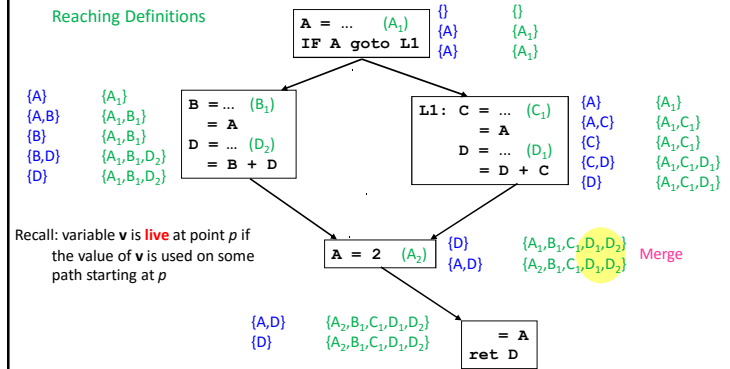 Reaching Definitions
A = ... (A₁)
IF A goto L1
{} {}
{A} {A₁}
{A} {A₁}
{A} {A₁}
{A,B} {A₁,B₁}
{B} {A₁,B₁}
{B,D} {A₁,B₁,D₂}
{D} {A₁,B₁,D₂}
B = ... (B₁)
= A
D = ... (D₂)
= B + D
L1: C = ... (C₁)
= A
D = ... (D₁)
= D + C
{A} {A₁}
{A,C} {A₁,C₁}
{C} {A₁,C₁}
{C,D} {A₁,C₁,D₁}
{D} {A₁,C₁,D₁}
Recall: variable v is live at point p if
the value of v is used on some
path starting at p
A = 2 (A₂)
{D} {A₁,B₁,C₁,D₁,D₂}
{A,D} {A₂,B₁,C₁,D₁,D₂}
Merge
{A,D} {A₂,B₁,C₁,D₁,D₂}
{D} {A₂,B₁,C₁,D₁,D₂}
= A
ret D